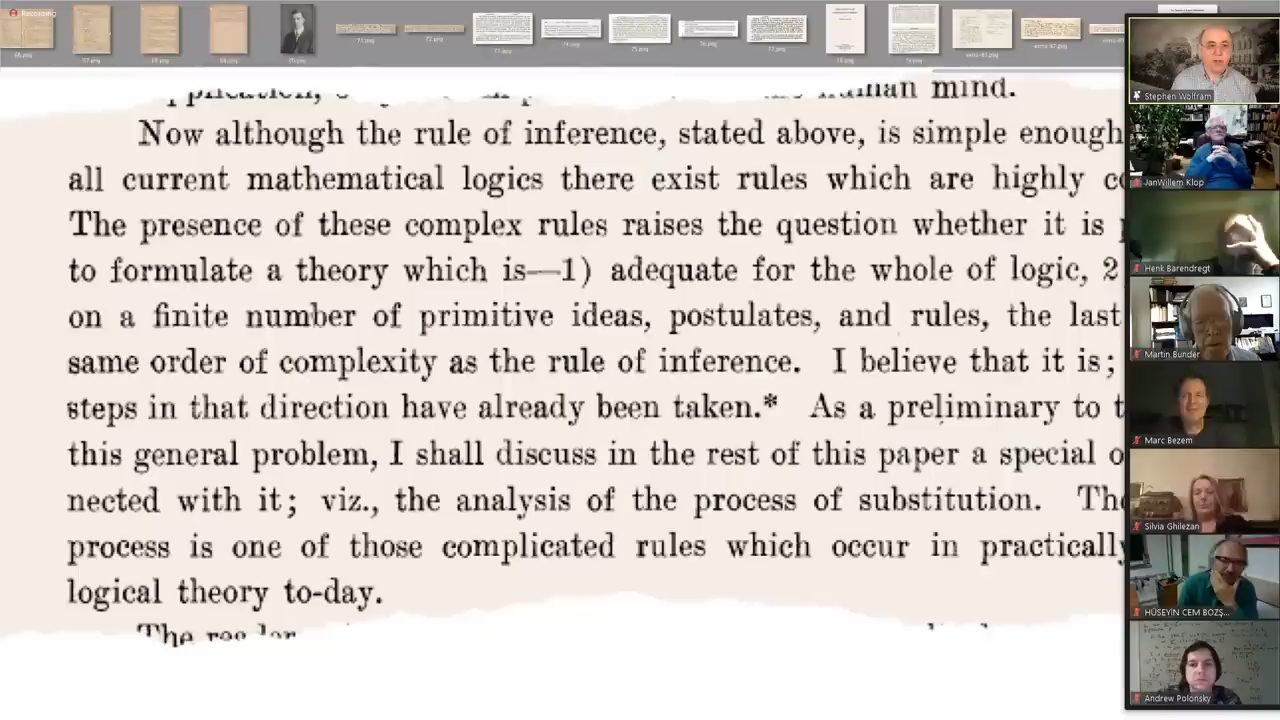 Recording
human mind.
Now although the rule of inference, stated above, is simple enough
all current mathematical logics there exist rules which are highly
The presence of these complex rules raises the question whether it is
to formulate a theory which is—1) adequate for the whole of logic, 2
on a finite number of primitive ideas, postulates, and rules, the last
same order of complexity as the rule of inference. I believe that it is;
steps in that direction have already been taken.* As a preliminary to
this general problem, I shall discuss in the rest of this paper a special
nected with it; viz., the analysis of the process of substitution.
process is one of those complicated rules which occur in practically
logical theory to-day.
The
Stephen Wolfram
JanWillem Klop
Henk Barendregt
Martin Bunder
Marc Bezem
Silvia Ghilezan
HÜSEYİN CEM BOZŞ...
Andrew Polonsky